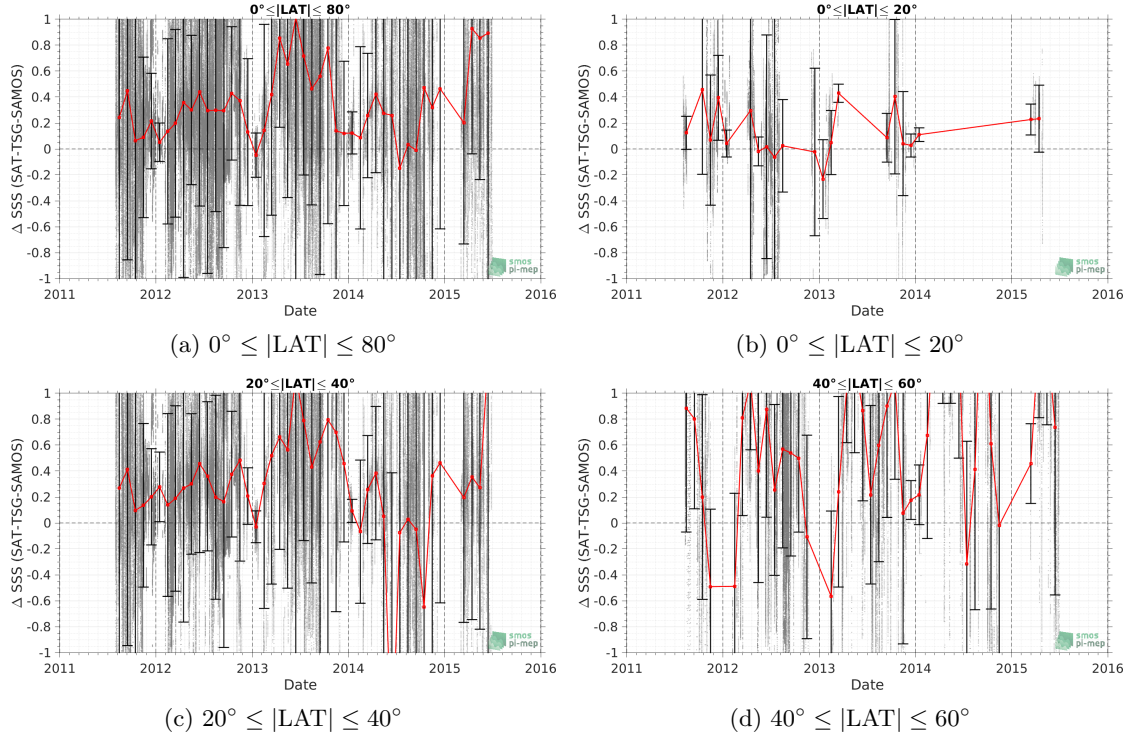 0°≤|LAT|≤ 80°
Δ SSS (SAT-TSG-SAMOS)
1
0.8
0.6
0.4
0.2
0
-0.2
-0.4
-0.6
-0.8
-1
smos
pi-mep
2011 2012 2013 2014 2015 2016
Date
(a) 0° ≤ |LAT| ≤ 80°
0°≤|LAT|≤ 20°
Δ SSS (SAT-TSG-SAMOS)
1
0.8
0.6
0.4
0.2
0
-0.2
-0.4
-0.6
-0.8
-1
smos
pi-mep
2011 2012 2013 2014 2015 2016
Date
(b) 0° ≤ |LAT| ≤ 20°
20°≤|LAT|≤ 40°
Δ SSS (SAT-TSG-SAMOS)
1
0.8
0.6
0.4
0.2
0
-0.2
-0.4
-0.6
-0.8
-1
smos
pi-mep
2011 2012 2013 2014 2015 2016
Date
(c) 20° ≤ |LAT| ≤ 40°
40°≤|LAT|≤ 60°
Δ SSS (SAT-TSG-SAMOS)
1
0.8
0.6
0.4
0.2
0
-0.2
-0.4
-0.6
-0.8
-1
smos
pi-mep
2011 2012 2013 2014 2015 2016
Date
(d) 40° ≤ |LAT| ≤ 60°